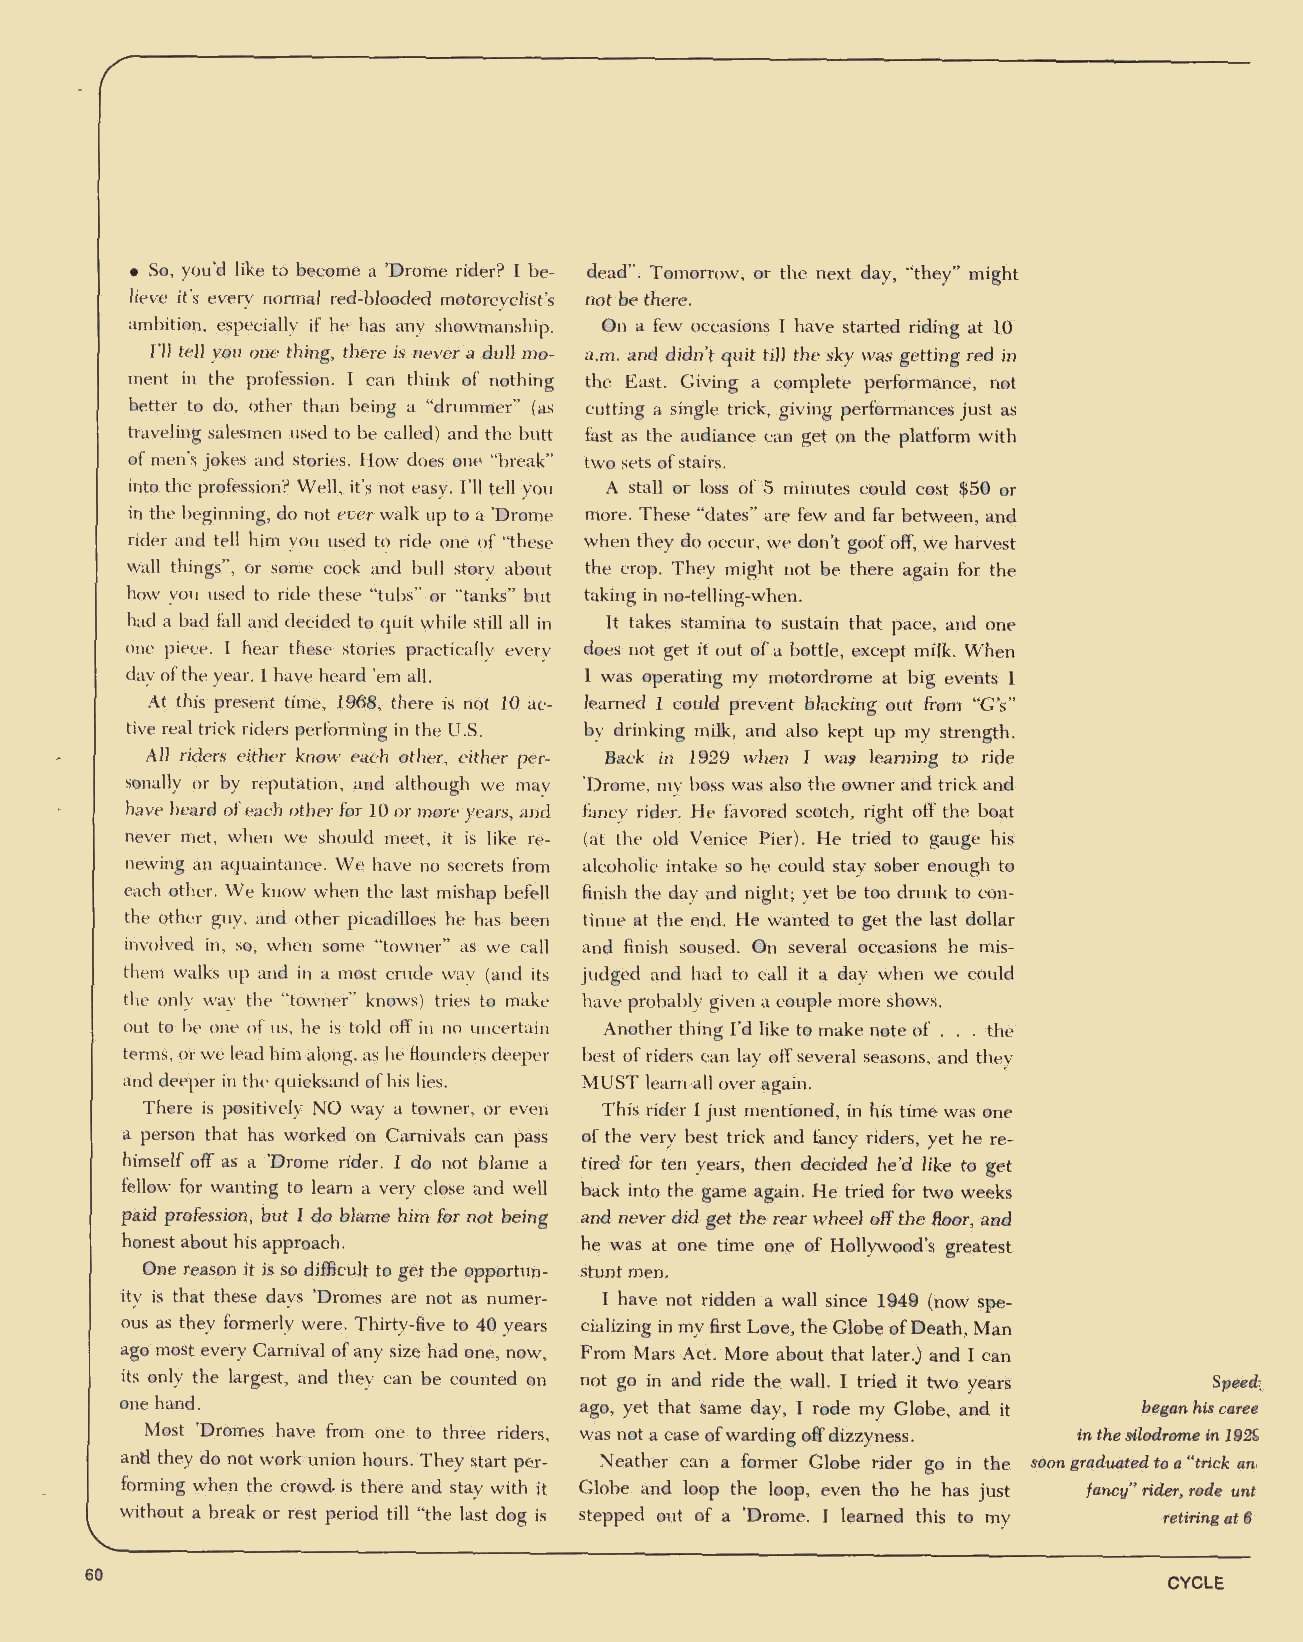 • So, you'd like to become a 'Drome rider? I be-
lieve it's every normal red-blooded motorcyclist's
ambition, especially if he has any showmanship.
I'll tell you one thing, there is never a dull mo-
ment in the profession. I can think of nothing
better to do, other than being a “drummer” (as
traveling salesmen used to be called) and the butt
of men's jokes and stories. How does one “break”
into the profession? Well, it's not easy. I'll tell you
in the beginning, do not ever walk up to a 'Drome
rider and tell him you used to ride one of “these
wall things”, or some cock and bull story about
how you used to ride these “tubs” or “tanks” but
had a bad fall and decided to quit while still all in
one piece. I hear these stories practically every
day of the year. I have heard 'em all.
At this present time, 1968, there is not 10 ac-
tive real trick riders performing in the U.S.
All riders either know each other, either per-
sonally or by reputation, and although we may
have heard of each other for 10 or more years, and
never met, when we should meet, it is like re-
newing an aquaintance. We have no secrets from
each other. We know when the last mishap befell
the other guy, and other picadilloes he has been
involved in, so, when some “towner” as we call
them walks up and in a most crude way (and its
the only way the “towner” knows) tries to make
out to be one of us, he is told off in no uncertain
terms, or we lead him along, as he flounders deeper
and deeper in the quicksand of his lies.
There is positively NO way a towner, or even
a person that has worked on Carnivals can pass
himself off as a 'Drome rider. I do not blame a
fellow for wanting to learn a very close and well
paid profession, but I do blame him for not being
honest about his approach.
One reason it is so difficult to get the opportun-
ity is that these days 'Dromes are not as numer-
ous as they formerly were. Thirty-five to 40 years
ago most every Carnival of any size had one, now,
its only the largest, and they can be counted on
one hand.
Most 'Dromes have from one to three riders,
and they do not work union hours. They start per-
forming when the crowd is there and stay with it
without a break or rest period till “the last dog is
dead”. Tomorrow, or the next day, “they” might
not be there.
On a few occasions I have started riding at 10
a.m. and didn't quit till the sky was getting red in
the East. Giving a complete performance, not
cutting a single trick, giving performances just as
fast as the audiance can get on the platform with
two sets of stairs.
A stall or loss of 5 minutes could cost $50 or
more. These “dates” are few and far between, and
when they do occur, we don't goof off, we harvest
the crop. They might not be there again for the
taking in no-telling-when.
It takes stamina to sustain that pace, and one
does not get it out of a bottle, except milk. When
I was operating my motordrome at big events I
learned I could prevent blacking out from “G's”
by drinking milk, and also kept up my strength.
Back in 1929 when I was learning to ride
'Drome, my boss was also the owner and trick and
fancy rider. He favored scotch, right off the boat
(at the old Venice Pier). He tried to gauge his
alcoholic intake so he could stay sober enough to
finish the day and night; yet be too drunk to con-
tinue at the end. He wanted to get the last dollar
and finish soused. On several occasions he mis-
judged and had to call it a day when we could
have probably given a couple more shows.
Another thing I'd like to make note of . . . the
best of riders can lay off several seasons, and they
MUST learn all over again.
This rider I just mentioned, in his time was one
of the very best trick and fancy riders, yet he re-
tired for ten years, then decided he'd like to get
back into the game again. He tried for two weeks
and never did get the rear wheel off the floor, and
he was at one time one of Hollywood's greatest
stunt men.
I have not ridden a wall since 1949 (now spe-
cializing in my first Love, the Globe of Death, Man
From Mars Act. More about that later.) and I can
not go in and ride the wall. I tried it two years
ago, yet that same day, I rode my Globe, and it
was not a case of warding off dizzyness.
Neather can a former Globe rider go in the
Globe and loop the loop, even tho he has just
stepped out of a 'Drome. I learned this to my
Speed
began his caree
in the silodrome in 192
soon graduated to a “trick an
fancy” rider, rode unt
retiring at 6
60
CYCLE